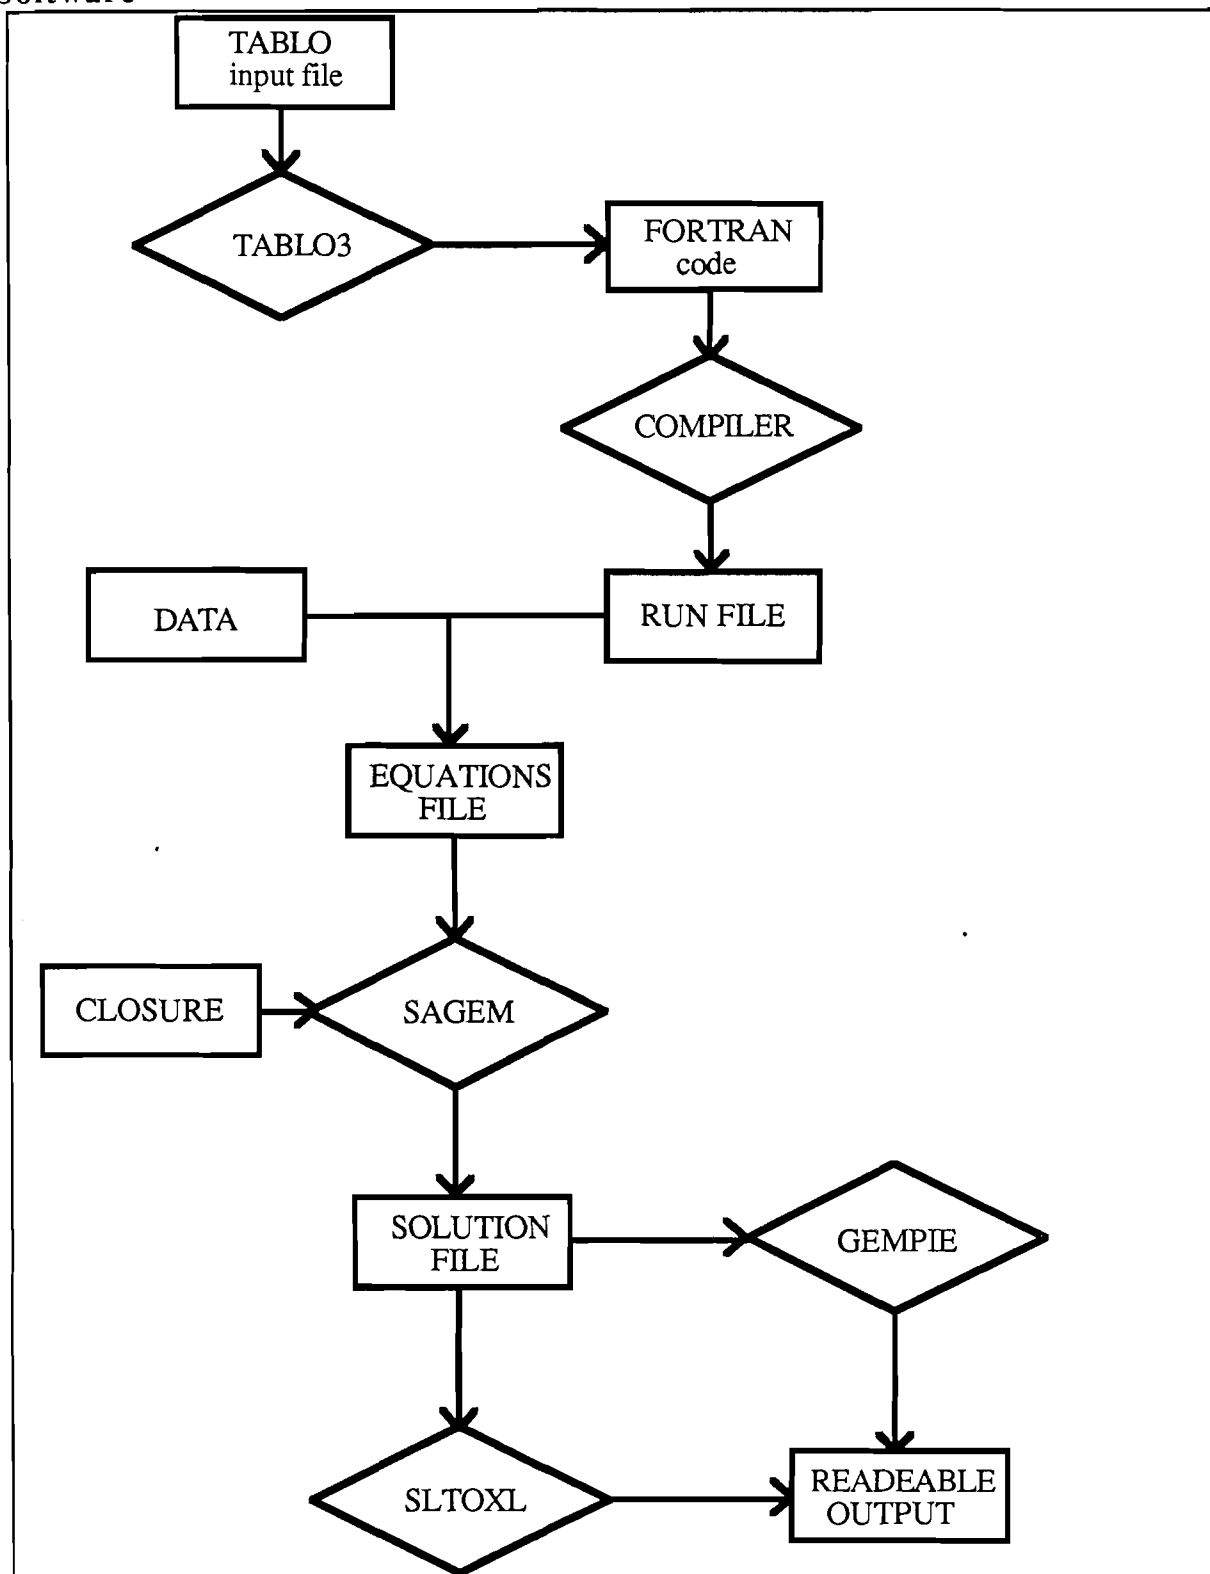 software
TABLO
input file
TABLO3
FORTRAN
code
COMPILER
DATA
RUN FILE
EQUATIONS
FILE
CLOSURE
SAGEM
SOLUTION
FILE
GEMPIE
SLTOXL
READEABLE
OUTPUT